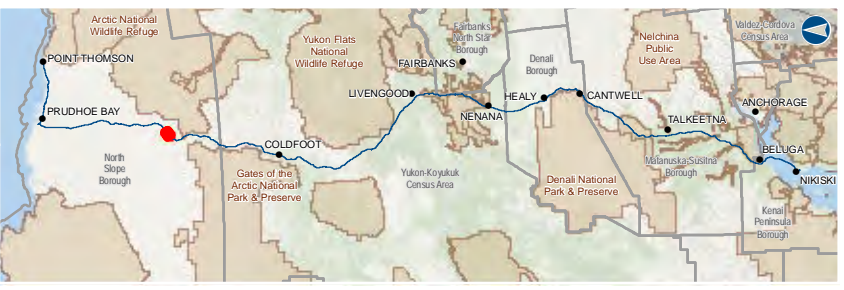 Arctic National
Wildlife Refuge
POINT THOMSON
PRUDHOE BAY
North
Slope
Borough
COLDFOOT
Gates of the
Arctic National
Park & Preserve
Yukon Flats
National
Wildlife Refuge
LIVENGOOD
Fairbanks
North Star
Borough
FAIRBANKS
NENANA
Yukon-Koyukuk
Census Area
Denali
Borough
HEALY
CANTWELL
Denali National
Park & Preserve
Nelchina
Public
Use Area
TALKEETNA
Matanuska-Susitna
Borough
Valdez-Cordova
Census Area
ANCHORAGE
BELUGA
NIKISKI
Kenai
Peninsula
Borough